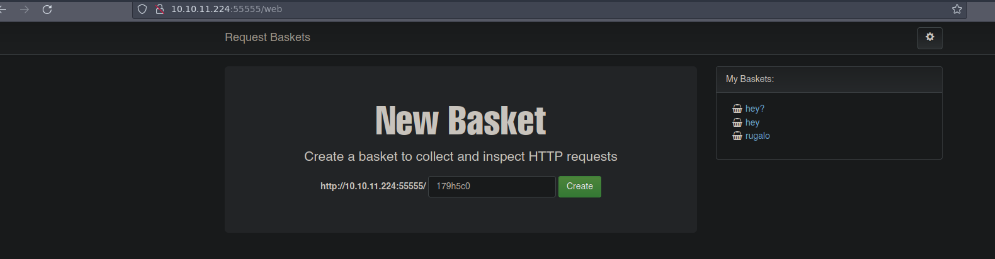 10.10.11.224:55555/web
Request Baskets
My Baskets:
New Basket
hey?
hey
Create a basket to collect and inspect HTTP requests
rugalo
http://10.10.11.224:55555/ 179h5c0 Create